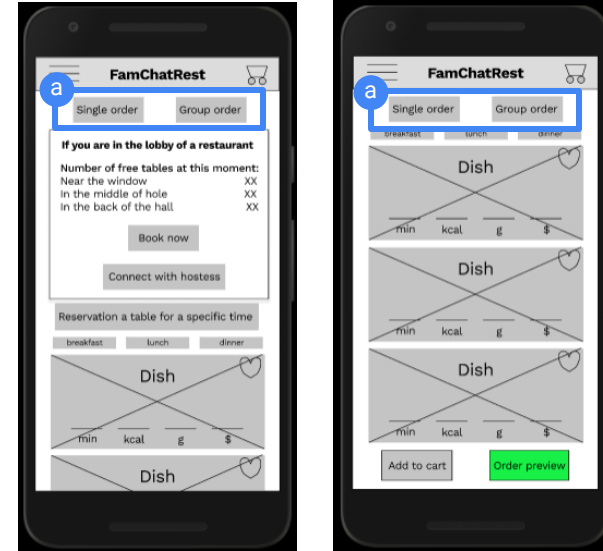 FamChatRest
a
Single order Group order
If you are in the lobby of a restaurant
Number of free tables at this moment:
Near the window XX
In the middle of hole XX
In the back of the hall XX
Book now
Connect with hostess
Reservation a table for a specific time
breakfast lunch dinner
Dish
min kcal g $
Dish
FamChatRest
a
Single order Group order
breakfast lunch dinner
Dish
min kcal g $
Dish
min kcal g $
Dish
min kcal g $
Add to cart Order preview